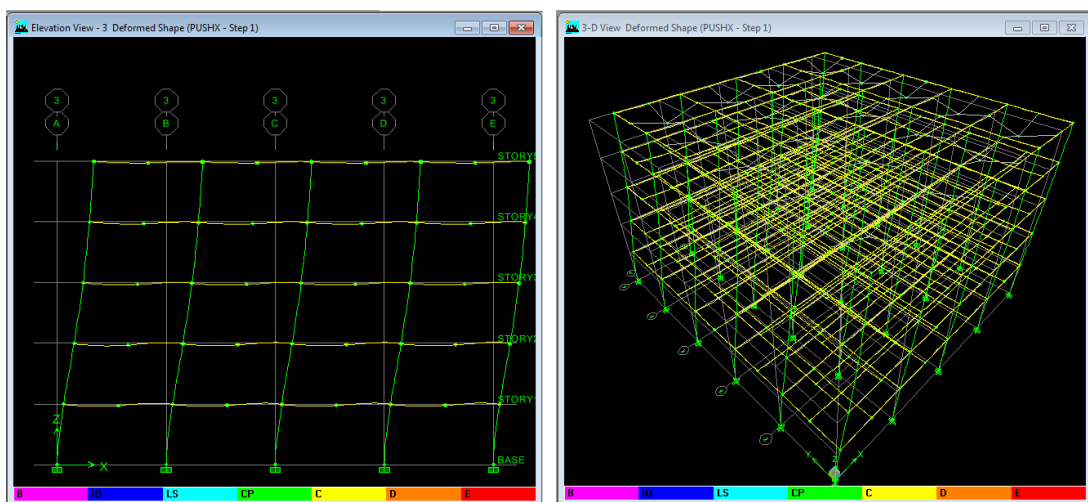 Elevation View - 3 Deformed Shape (PUSHX - Step 1)
3 3 3 3 3
A B C D E
STORY5
STORY4
STORY3
STORY2
STORY1
Z
X
BASE
B IO LS CP C D E
3-D View Deformed Shape (PUSHX - Step 1)
Y Z X
B IO LS CP C D E